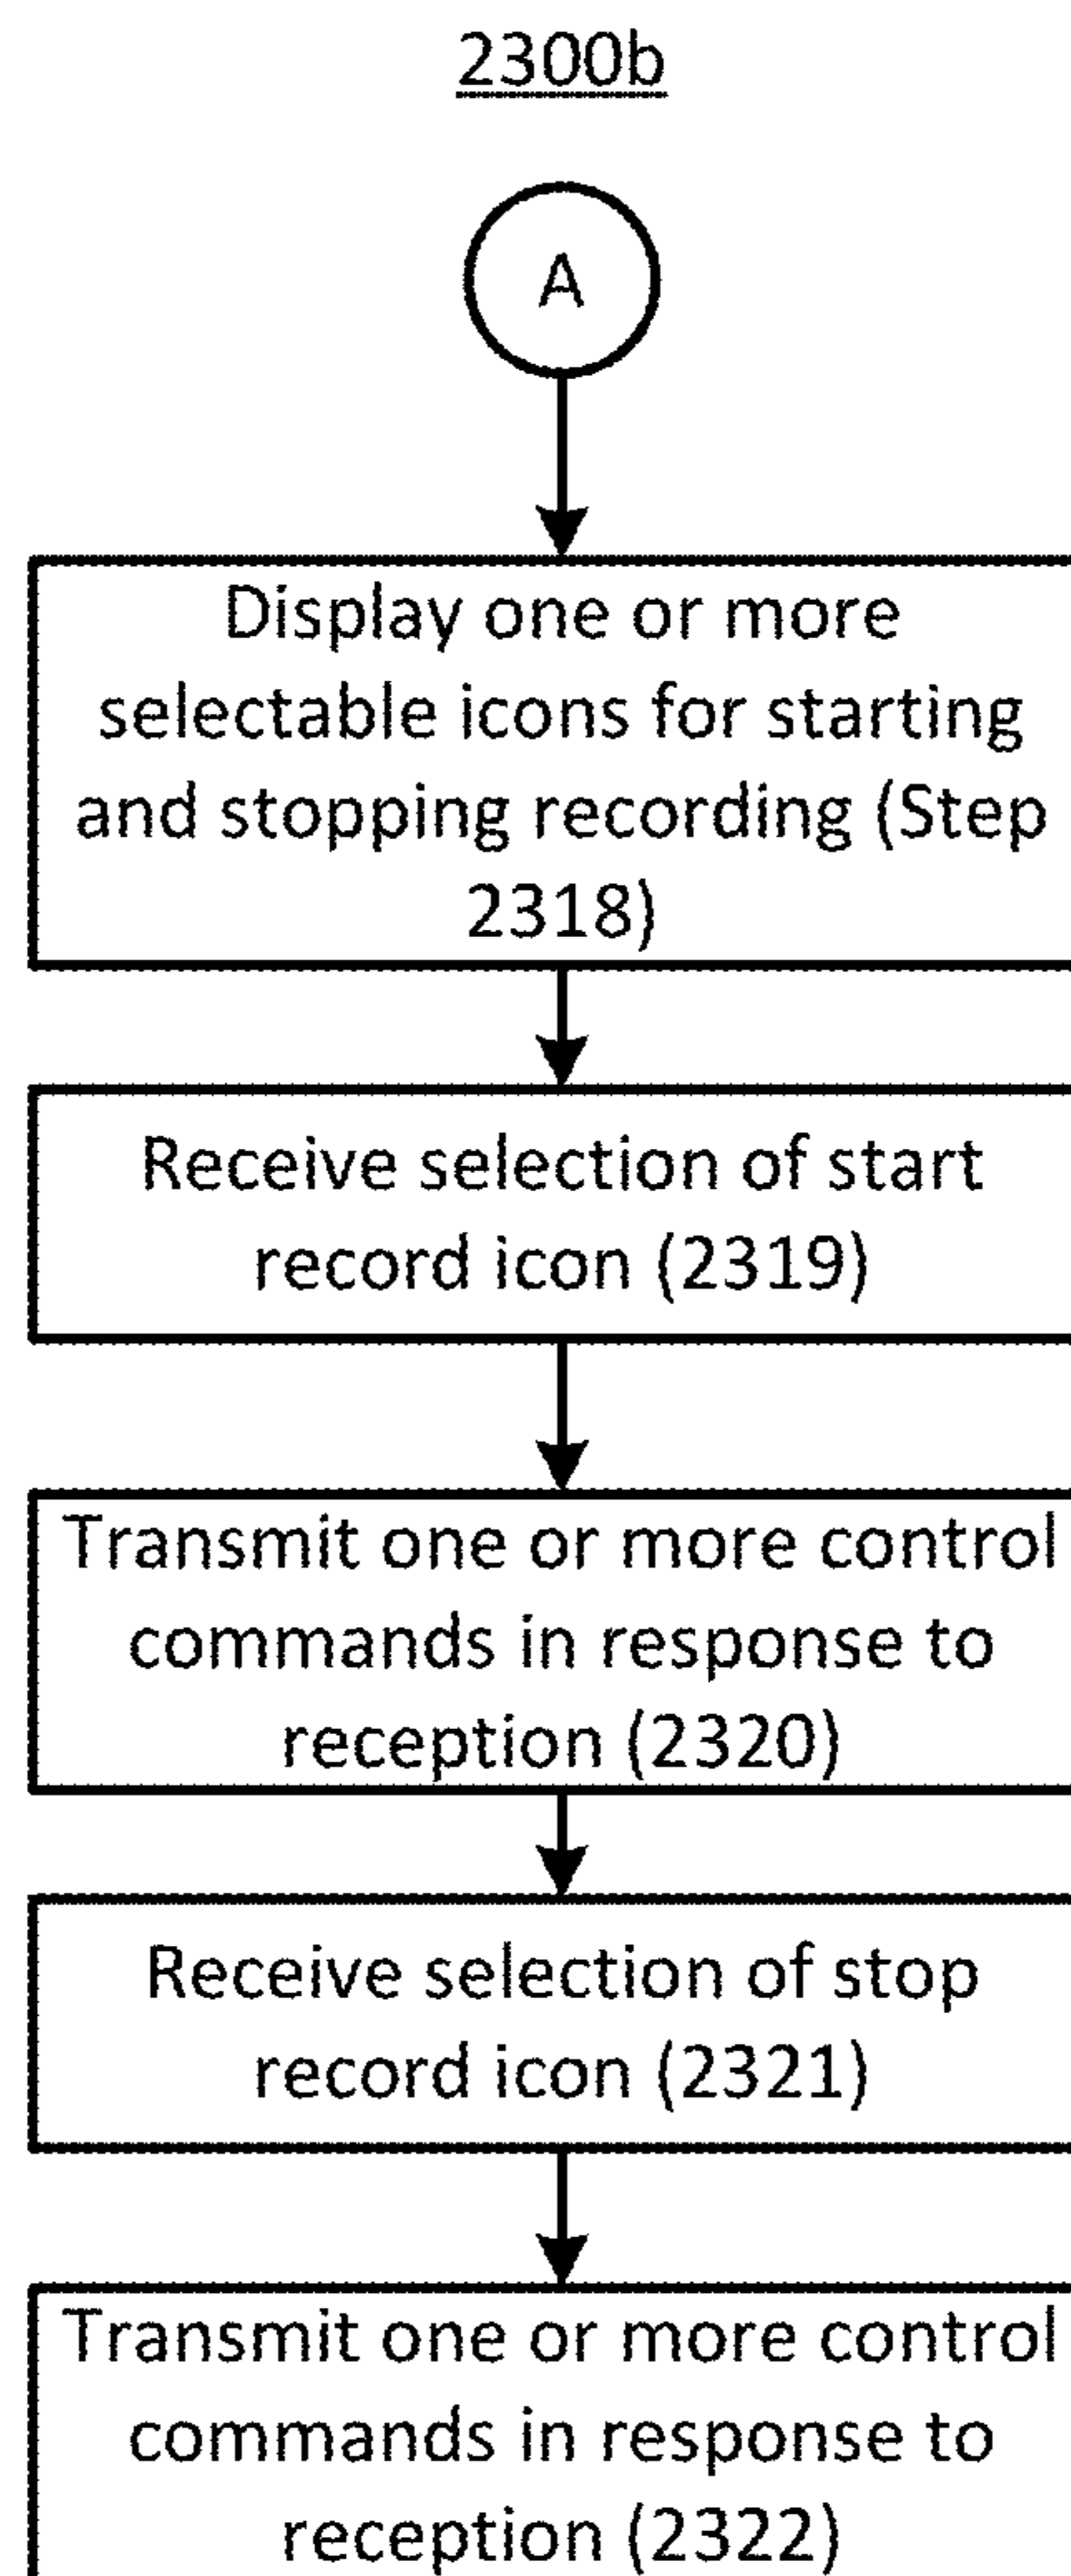 2300b
A
Display one or more
selectable icons for starting
and stopping recording (Step
2318)
Receive selection of start
record icon (2319)
Transmit one or more control
commands in response to
reception (2320)
Receive selection of stop
record icon (2321)
Transmit one or more control
commands in response to
reception (2322)